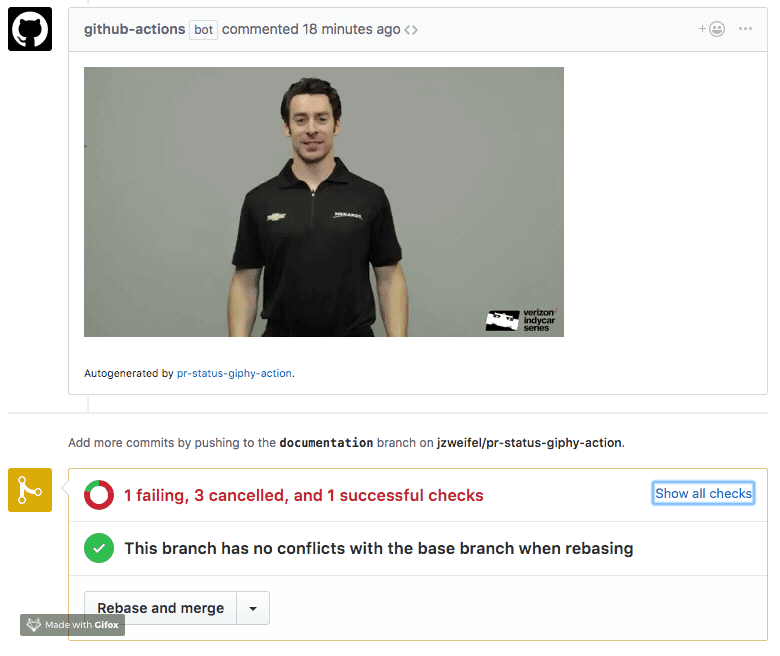 github-actions bot commented 18 minutes ago
MENARDS
verizon
indycar
series
Autogenerated by pr-status-giphy-action.
Add more commits by pushing to the documentation branch on jzweifel/pr-status-giphy-action.
1 failing, 3 cancelled, and 1 successful checks
Show all checks
This branch has no conflicts with the base branch when rebasing
Rebase and merge
Made with Gifox